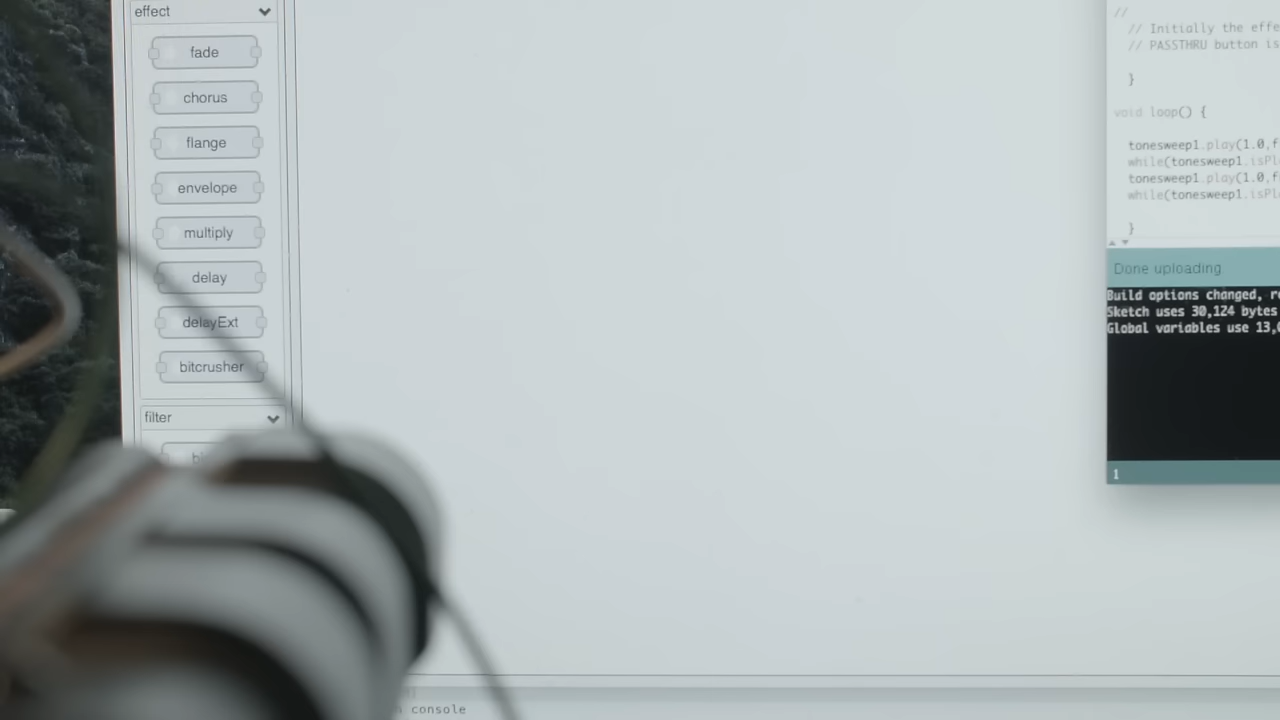 effect
fade
chorus
flange
envelope
multiply
delay
delayExt
bitcrusher
filter
//
// Initially the effe
// PASSTHRU button is
}
void loop() {
tonesweep1.play(1.0,f
while(tonesweep1.isPl
tonesweep1.play(1.0,f
while(tonesweep1.isPl
}
Done uploading
Build options changed, r
Sketch uses 30,124 bytes
Global variables use 13,
1
console